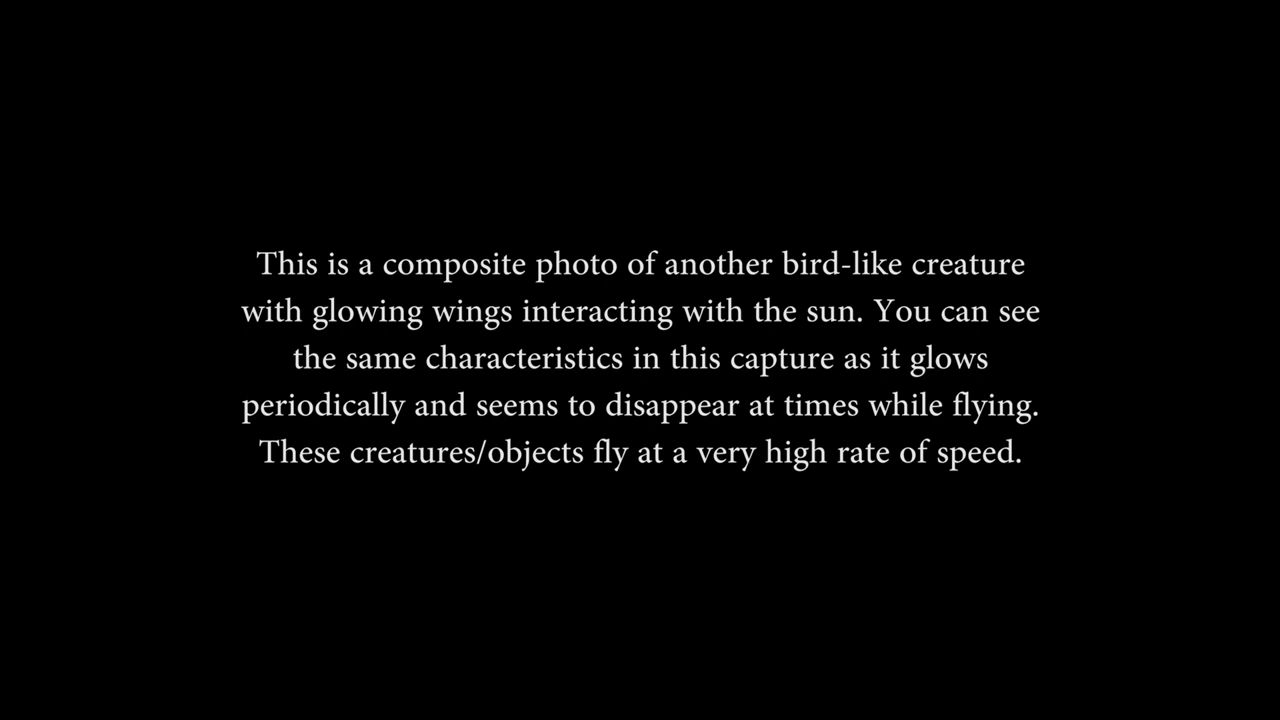 This is a composite photo of another bird-like creature
with glowing wings interacting with the sun. You can see
the same characteristics in this capture as it glows
periodically and seems to disappear at times while flying.
These creatures/objects fly at a very high rate of speed.